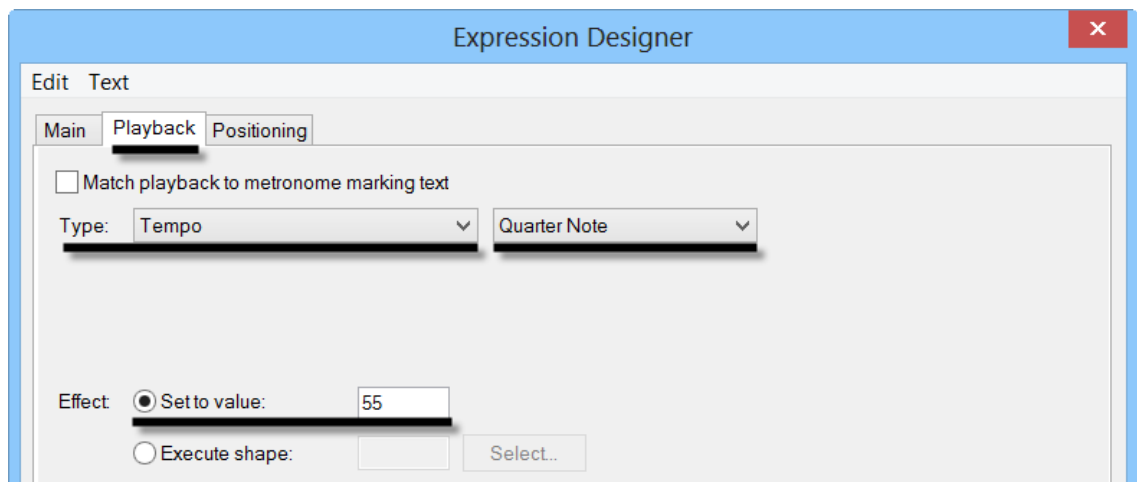 Expression Designer
Edit Text
Main Playback Positioning
Match playback to metronome marking text
Type: Tempo Quarter Note
Effect: Set to value: 55
Execute shape: Select...